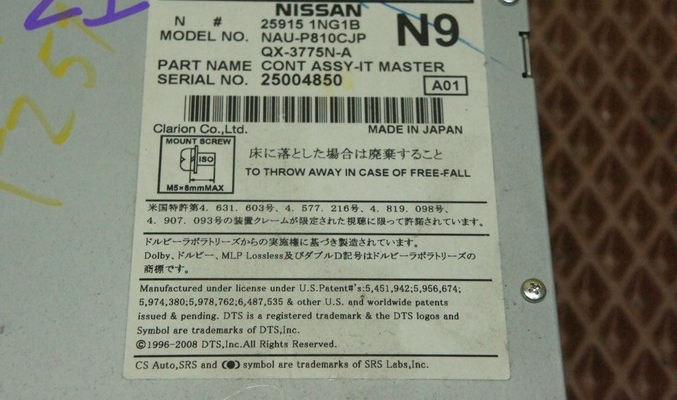 NISSAN
N # 25915 1NG1B
N9
MODEL NO. NAU-P810CJP
QX-3775N-A
PART NAME CONT ASSY-IT MASTER
SERIAL NO. 25004850
A01
Clarion Co.,Ltd.
MADE IN JAPAN
MOUNT SCREW
ISO
M5×8mmMAX
床に落とした場合は廃棄すること
TO THROW AWAY IN CASE OF FREE-FALL
米国特許第4. 631. 603号、4. 577. 216号、4. 819. 098号、
4. 907. 093号の装置クレームが限定された視聴に限って許諾されています。
ドルビーラボラトリーズからの実施権に基づき製造されています。
Dolby、ドルビー、MLP Lossless及びダブルD記号はドルビーラボラトリーズの
商標です。
Manufactured under license under U.S.Patent#'s:5,451,942;5,956,674;
5,974,380;5,978,762;6,487,535 & other U.S. and worldwide patents
issued & pending. DTS is a registered trademark & the DTS logos and
Symbol are trademarks of DTS,Inc.
©1996-2008 DTS,Inc.All Rights Reserved.
CS Auto,SRS and symbol are trademarks of SRS Labs,Inc.